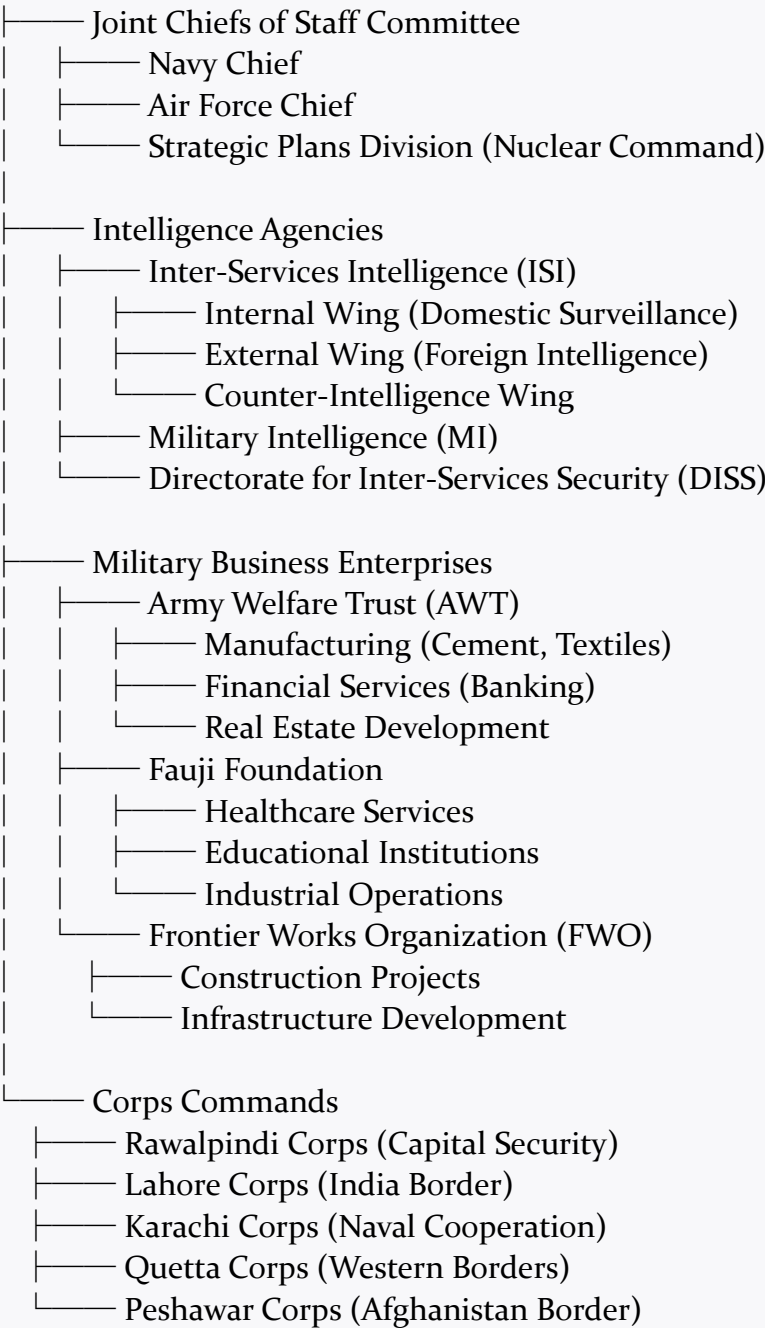 ├─── Joint Chiefs of Staff Committee
│ ├─── Navy Chief
│ ├─── Air Force Chief
│ └─── Strategic Plans Division (Nuclear Command)
│
├─── Intelligence Agencies
│ ├─── Inter-Services Intelligence (ISI)
│ │ ├─── Internal Wing (Domestic Surveillance)
│ │ ├─── External Wing (Foreign Intelligence)
│ │ └─── Counter-Intelligence Wing
│ ├─── Military Intelligence (MI)
│ └─── Directorate for Inter-Services Security (DISS)
│
├─── Military Business Enterprises
│ ├─── Army Welfare Trust (AWT)
│ │ ├─── Manufacturing (Cement, Textiles)
│ │ ├─── Financial Services (Banking)
│ │ └─── Real Estate Development
│ ├─── Fauji Foundation
│ │ ├─── Healthcare Services
│ │ ├─── Educational Institutions
│ │ └─── Industrial Operations
│ └─── Frontier Works Organization (FWO)
│ ├─── Construction Projects
│ └─── Infrastructure Development
│
└─── Corps Commands
├─── Rawalpindi Corps (Capital Security)
├─── Lahore Corps (India Border)
├─── Karachi Corps (Naval Cooperation)
├─── Quetta Corps (Western Borders)
└─── Peshawar Corps (Afghanistan Border)